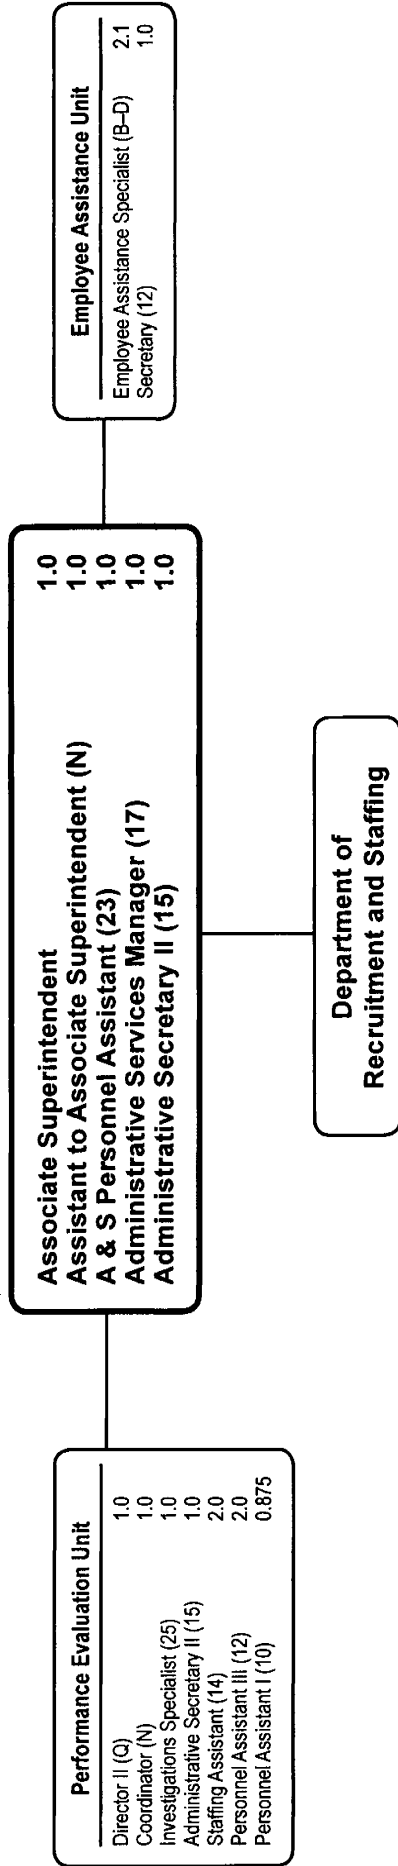 Associate Superintendent 1.0
Assistant to Associate Superintendent (N) 1.0
A & S Personnel Assistant (23) 1.0
Administrative Services Manager (17) 1.0
Administrative Secretary II (15) 1.0
Performance Evaluation Unit
Director II (Q) 1.0
Coordinator (N) 1.0
Investigations Specialist (25) 1.0
Administrative Secretary II (15) 1.0
Staffing Assistant (14) 2.0
Personnel Assistant III (12) 2.0
Personnel Assistant I (10) 0.875
Employee Assistance Unit
Employee Assistance Specialist (B–D) 2.1
Secretary (12) 1.0
Department of
Recruitment and Staffing